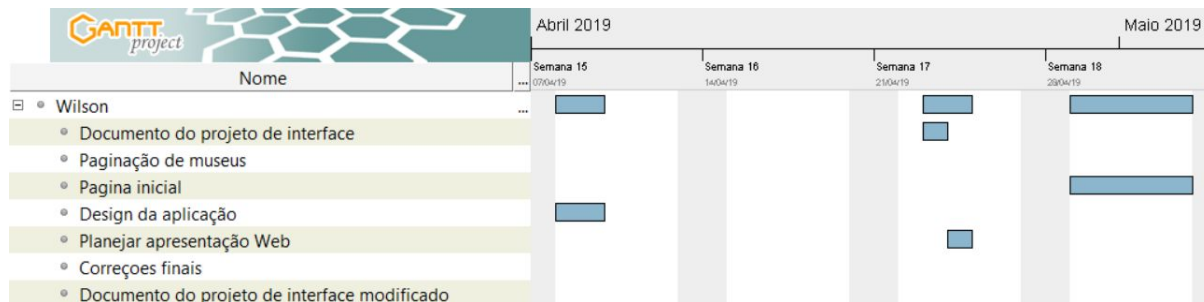 GANTT
project
Abril 2019
Maio 2019
Nome
...
Semana 15
Semana 16
Semana 17
Semana 18
07/04/19
14/04/19
21/04/19
28/04/19
Wilson
...
Documento do projeto de interface
Paginação de museus
Pagina inicial
Design da aplicação
Planejar apresentação Web
Correçoes finais
Documento do projeto de interface modificado